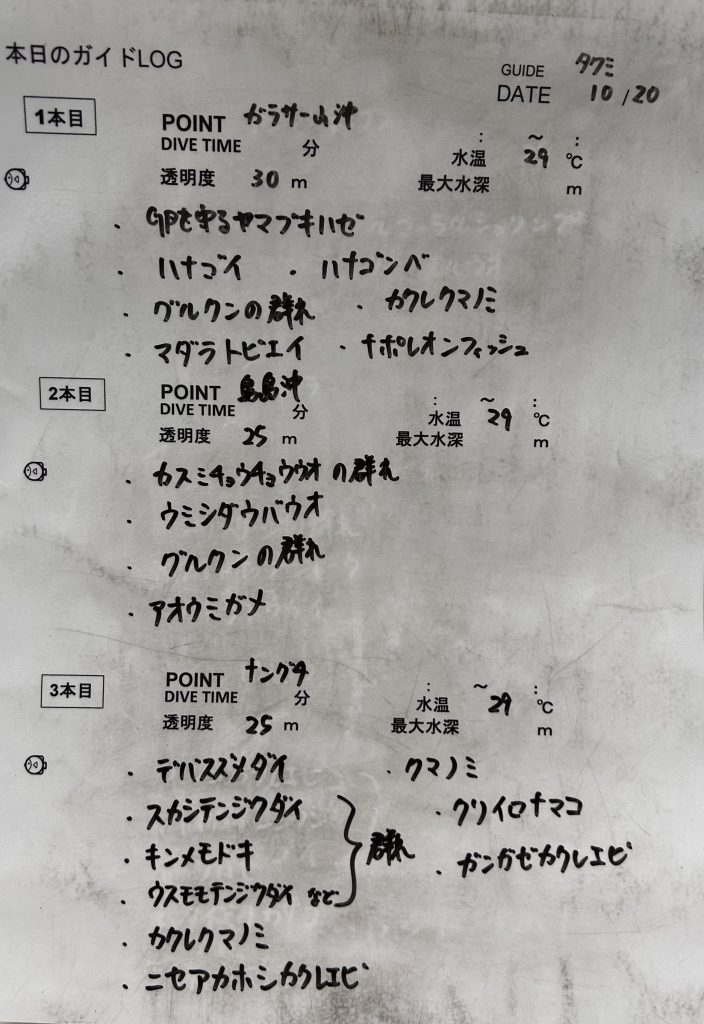 本日のガイドLOG
GUIDE タクミ
DATE 10/20
1本目
POINT ガラサー山沖
DIVE TIME 分 : ～ :
透明度 30 m 水温 29 ℃
最大水深 m
・GPを守るヤマブキハゼ
・ハナゴイ ・ハナゴンベ
・グルクンの群れ ・カクレクマノミ
・マダラトビエイ ・ナポレオンフィッシュ
2本目
POINT 烏島沖
DIVE TIME 分 : ～ :
透明度 25 m 水温 29 ℃
最大水深 m
・カスミチョウチョウウオの群れ
・ウミシダウバウオ
・グルクンの群れ
・アオウミガメ
3本目
POINT ナングチ
DIVE TIME 分 : ～ :
透明度 25 m 水温 29 ℃
最大水深 m
・デバスズメダイ ・クマノミ
・スカシテンジクダイ ・クリイロナマコ
・キンメモドキ 群れ ・ガンガゼカクレエビ
・ウスモモテンジクダイ など
・カクレクマノミ
・ニセアカホシカクレエビ